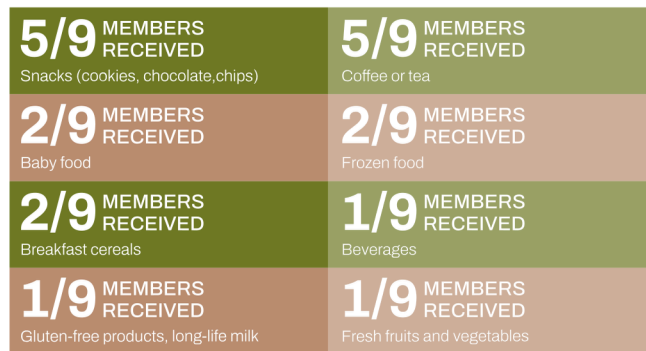 5/9 MEMBERS RECEIVED
Snacks (cookies, chocolate,chips)
5/9 MEMBERS RECEIVED
Coffee or tea
2/9 MEMBERS RECEIVED
Baby food
2/9 MEMBERS RECEIVED
Frozen food
2/9 MEMBERS RECEIVED
Breakfast cereals
1/9 MEMBERS RECEIVED
Beverages
1/9 MEMBERS RECEIVED
Gluten-free products, long-life milk
1/9 MEMBERS RECEIVED
Fresh fruits and vegetables